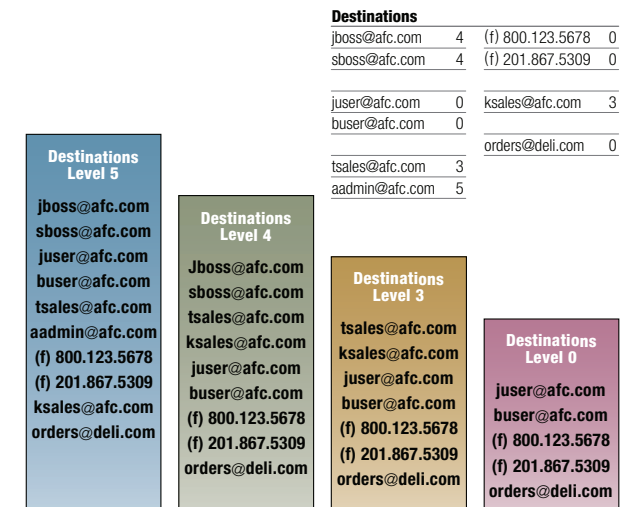 Destinations
jboss@afc.com 4 (f) 800.123.5678 0
sboss@afc.com 4 (f) 201.867.5309 0
juser@afc.com 0 ksales@afc.com 3
buser@afc.com 0
orders@deli.com 0
tsales@afc.com 3
aadmin@afc.com 5
Destinations
Level 5
jboss@afc.com
sboss@afc.com
juser@afc.com
buser@afc.com
tsales@afc.com
aadmin@afc.com
(f) 800.123.5678
(f) 201.867.5309
ksales@afc.com
orders@deli.com
Destinations
Level 4
Jboss@afc.com
sboss@afc.com
tsales@afc.com
ksales@afc.com
juser@afc.com
buser@afc.com
(f) 800.123.5678
(f) 201.867.5309
orders@deli.com
Destinations
Level 3
tsales@afc.com
ksales@afc.com
juser@afc.com
buser@afc.com
(f) 800.123.5678
(f) 201.867.5309
orders@deli.com
Destinations
Level 0
juser@afc.com
buser@afc.com
(f) 800.123.5678
(f) 201.867.5309
orders@deli.com